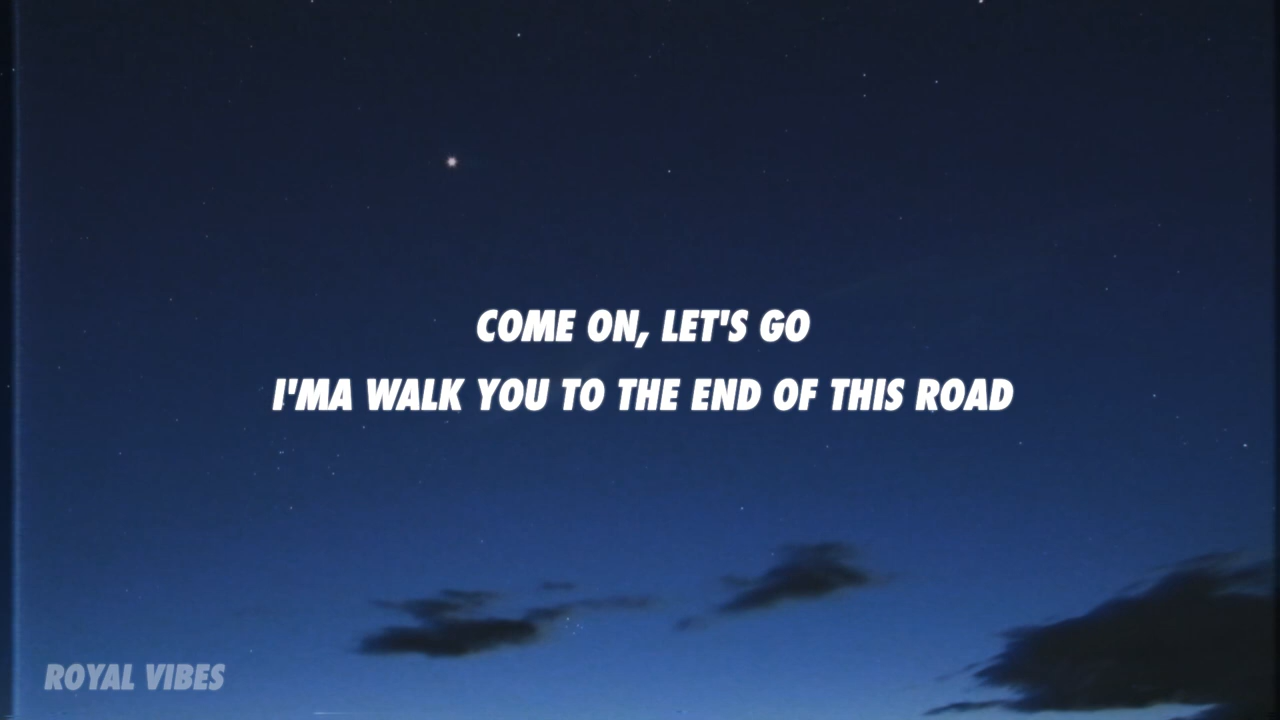 COME ON, LET'S GO
I'MA WALK YOU TO THE END OF THIS ROAD
ROYAL VIBES